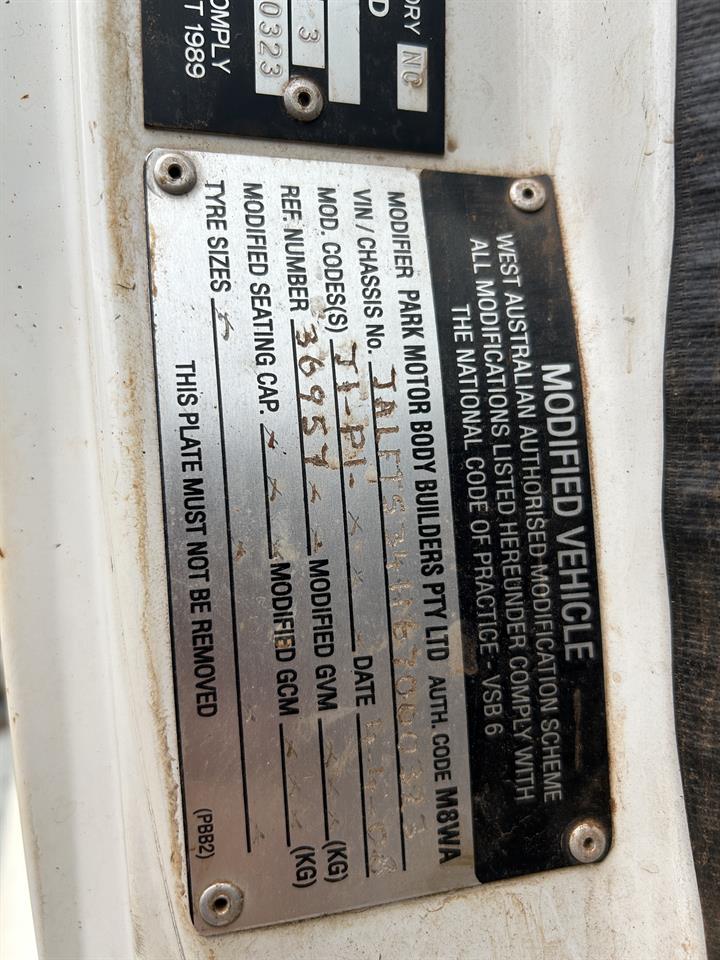 ORY NC
D
3
OMPLY 0323
T 1989
MODIFIED VEHICLE
WEST AUSTRALIAN AUTHORISED MODIFICATION SCHEME
ALL MODIFICATIONS LISTED HEREUNDER COMPLY WITH
THE NATIONAL CODE OF PRACTICE - VSB 6
MODIFIER PARK MOTOR BODY BUILDERS PTY LTD AUTH. CODE M8WA
VIN / CHASSIS No.
MOD. CODES(S) J1-P1- DATE
REF. NUMBER 36957 MODIFIED GVM (KG)
MODIFIED SEATING CAP. MODIFIED GCM (KG)
TYRE SIZES
THIS PLATE MUST NOT BE REMOVED (PBB2)